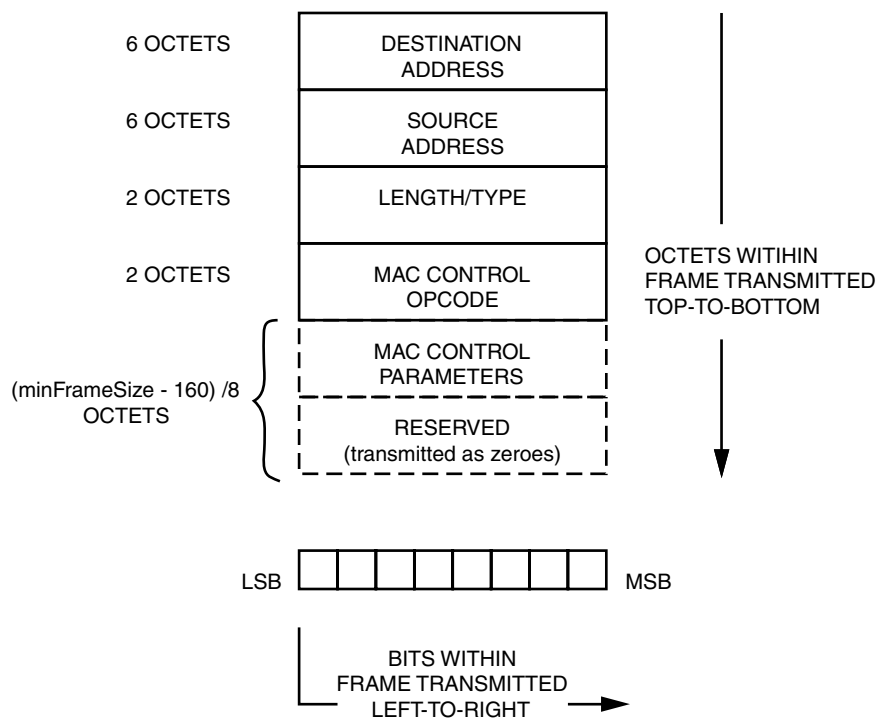 6 OCTETS
DESTINATION
ADDRESS
6 OCTETS
SOURCE
ADDRESS
2 OCTETS
LENGTH/TYPE
2 OCTETS
MAC CONTROL
OPCODE
OCTETS WITIHIN
FRAME TRANSMITTED
TOP-TO-BOTTOM
(minFrameSize - 160) /8
OCTETS
MAC CONTROL
PARAMETERS
RESERVED
(transmitted as zeroes)
LSB
MSB
BITS WITHIN
FRAME TRANSMITTED
LEFT-TO-RIGHT